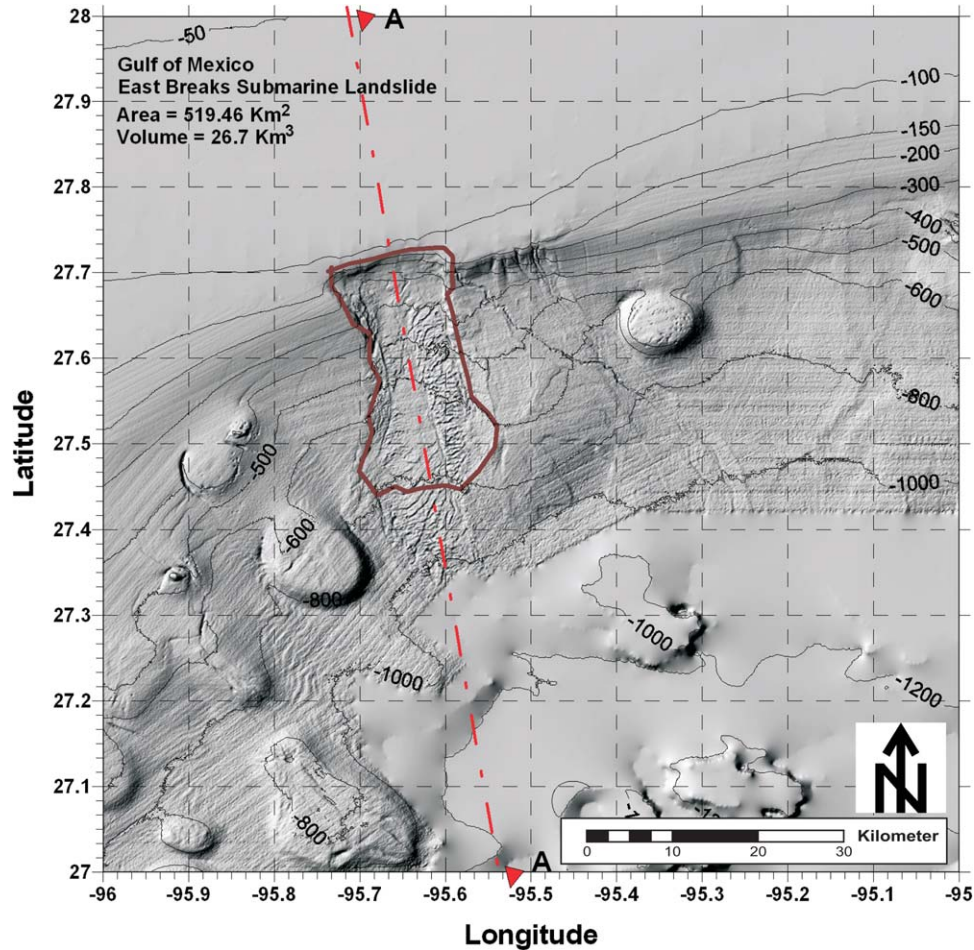 28
-50
A
Gulf of Mexico
East Breaks Submarine Landslide
Area = 519.46 Km²
Volume = 26.7 Km³
27.9
-100
-150
27.8
-200
-300
-400
-500
27.7
-600
27.6
-800
Latitude
27.5
-500
-1000
27.4
-600
-800
27.3
-1000
-1000
-1200
27.2
N
27.1
-800
Kilometer
0 10 20 30
27
A
-96 -95.9 -95.8 -95.7 -95.6 -95.5 -95.4 -95.3 -95.2 -95.1 -95
Longitude